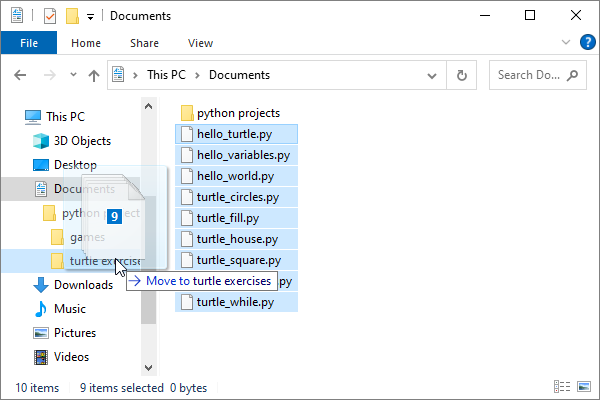 Documents
File Home Share View
This PC Documents
Search Do...
This PC
3D Objects
Desktop
Documents
python project
games
turtle exercise
Downloads
Music
Pictures
Videos
python projects
hello_turtle.py
hello_variables.py
hello_world.py
turtle_circles.py
turtle_fill.py
turtle_house.py
turtle_square.py
.py
turtle_while.py
9
Move to turtle exercises
10 items 9 items selected 0 bytes